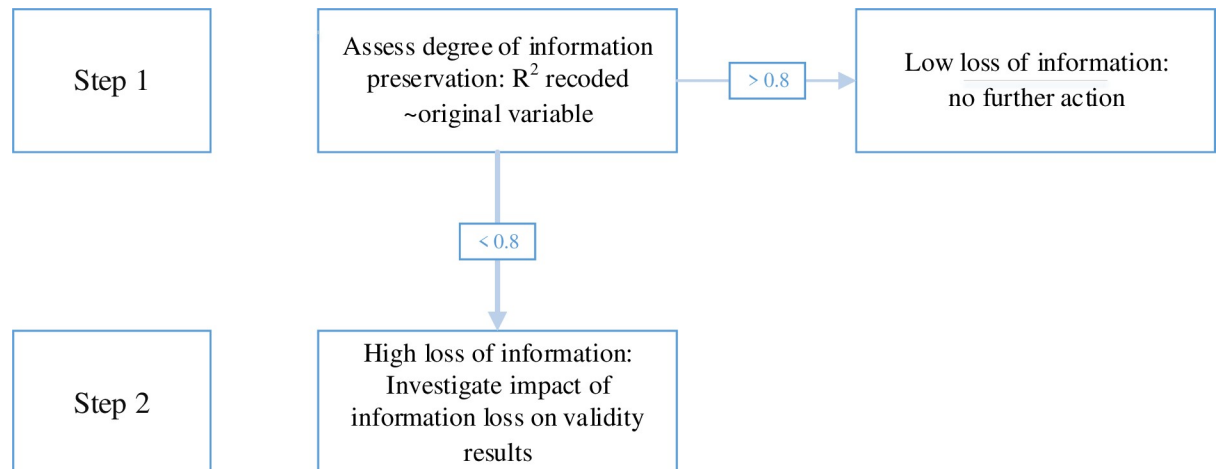 Step 1
Assess degree of information
preservation: R² recoded
~original variable
> 0.8
Low loss of information:
no further action
< 0.8
Step 2
High loss of information:
Investigate impact of
information loss on validity
results